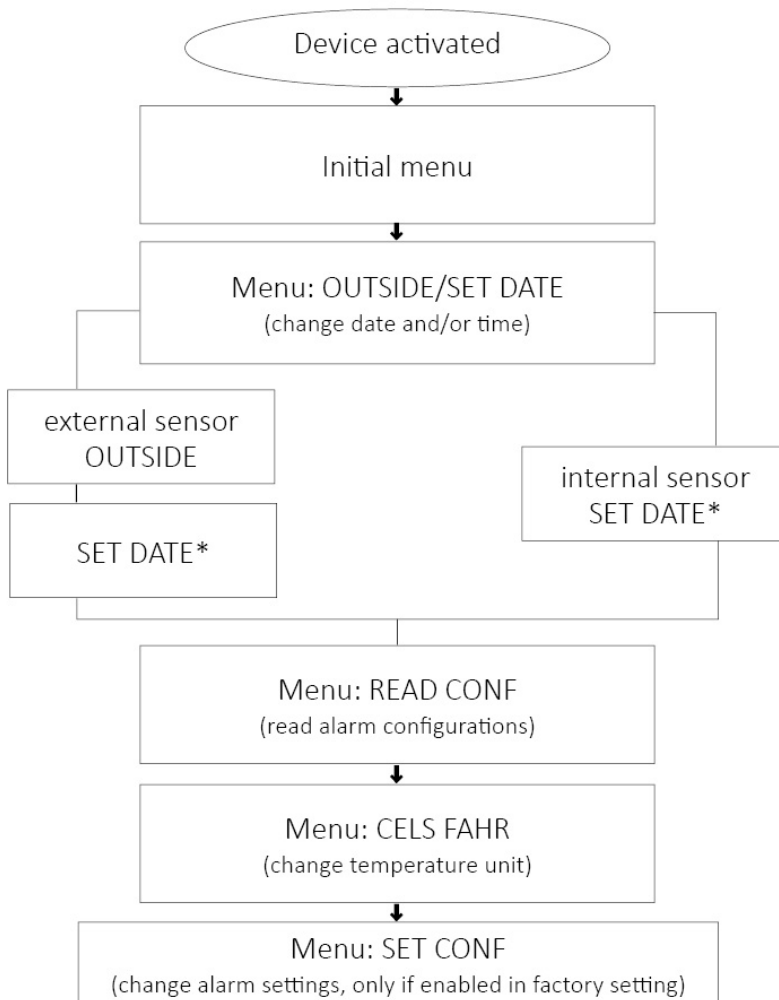 Device activated
Initial menu
Menu: OUTSIDE/SET DATE
(change date and/or time)
external sensor
OUTSIDE
internal sensor
SET DATE*
SET DATE*
Menu: READ CONF
(read alarm configurations)
Menu: CELS FAHR
(change temperature unit)
Menu: SET CONF
(change alarm settings, only if enabled in factory setting)